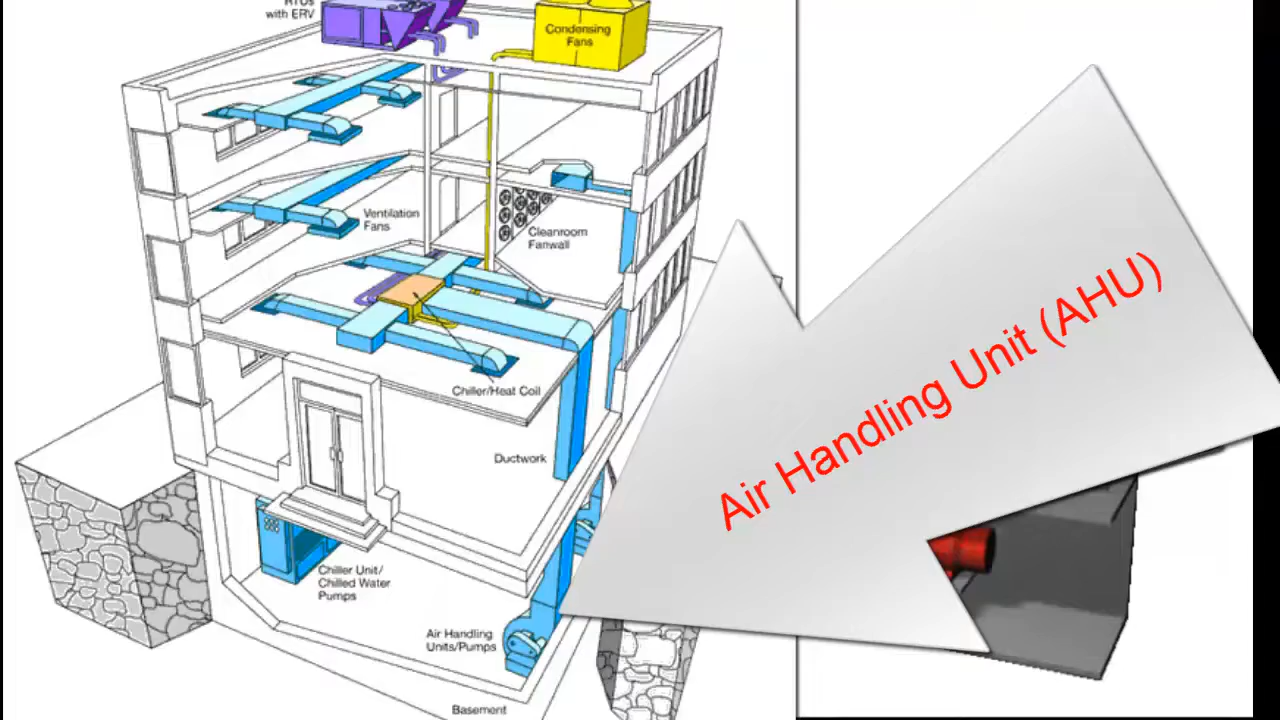 RTUs
with ERV
Condensing
Fans
Ventilation
Fans
Cleanroom
Fanwall
Chiller/Heat Coil
Ductwork
Chiller Unit/
Chilled Water
Pumps
Air Handling
Units/Pumps
Basement
Air Handling Unit (AHU)